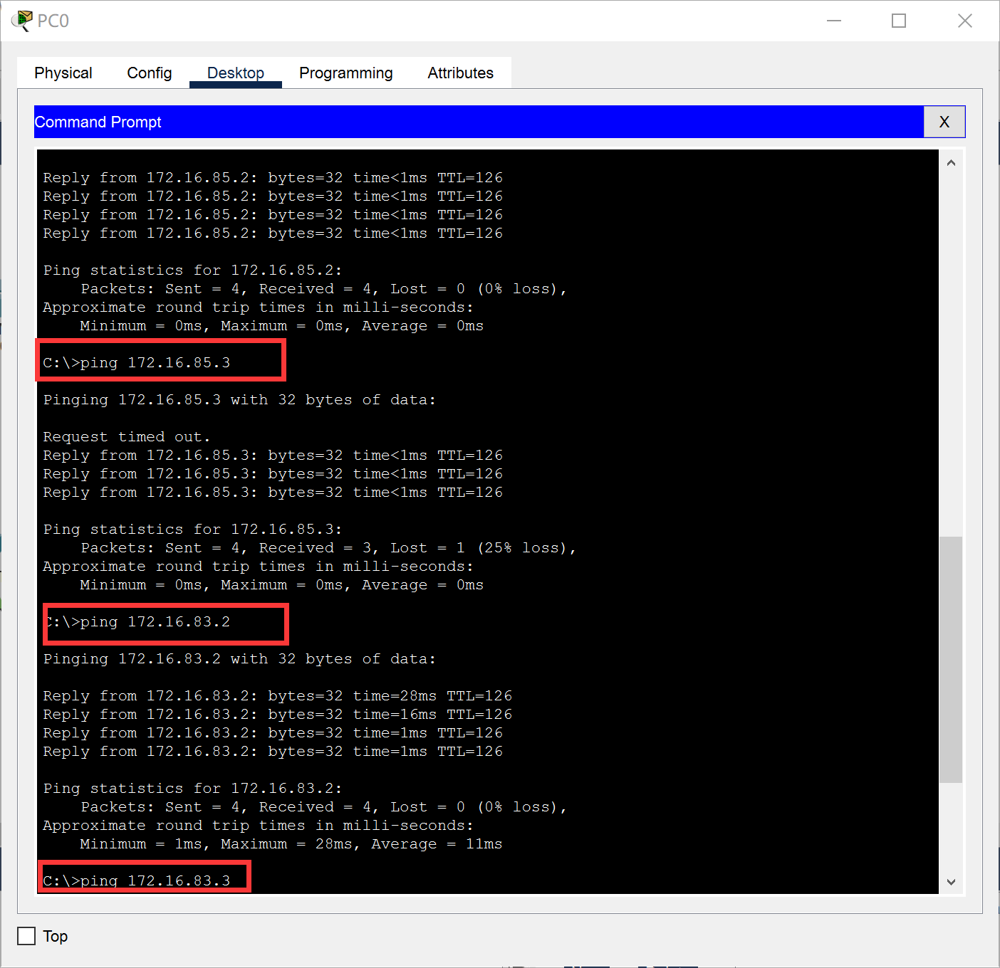 PC0
Physical Config Desktop Programming Attributes
Command Prompt X
Reply from 172.16.85.2: bytes=32 time<1ms TTL=126
Reply from 172.16.85.2: bytes=32 time<1ms TTL=126
Reply from 172.16.85.2: bytes=32 time<1ms TTL=126
Reply from 172.16.85.2: bytes=32 time<1ms TTL=126
Ping statistics for 172.16.85.2:
Packets: Sent = 4, Received = 4, Lost = 0 (0% loss),
Approximate round trip times in milli-seconds:
Minimum = 0ms, Maximum = 0ms, Average = 0ms
C:\>ping 172.16.85.3
Pinging 172.16.85.3 with 32 bytes of data:
Request timed out.
Reply from 172.16.85.3: bytes=32 time<1ms TTL=126
Reply from 172.16.85.3: bytes=32 time<1ms TTL=126
Reply from 172.16.85.3: bytes=32 time<1ms TTL=126
Ping statistics for 172.16.85.3:
Packets: Sent = 4, Received = 3, Lost = 1 (25% loss),
Approximate round trip times in milli-seconds:
Minimum = 0ms, Maximum = 0ms, Average = 0ms
C:\>ping 172.16.83.2
Pinging 172.16.83.2 with 32 bytes of data:
Reply from 172.16.83.2: bytes=32 time=28ms TTL=126
Reply from 172.16.83.2: bytes=32 time=16ms TTL=126
Reply from 172.16.83.2: bytes=32 time=1ms TTL=126
Reply from 172.16.83.2: bytes=32 time=1ms TTL=126
Ping statistics for 172.16.83.2:
Packets: Sent = 4, Received = 4, Lost = 0 (0% loss),
Approximate round trip times in milli-seconds:
Minimum = 1ms, Maximum = 28ms, Average = 11ms
C:\>ping 172.16.83.3
Top